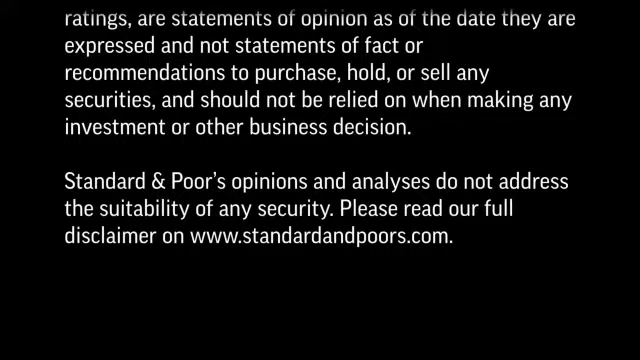 ratings, are statements of opinion as of the date they are
expressed and not statements of fact or
recommendations to purchase, hold, or sell any
securities, and should not be relied on when making any
investment or other business decision.
Standard & Poor's opinions and analyses do not address
the suitability of any security. Please read our full
disclaimer on www.standardandpoors.com.